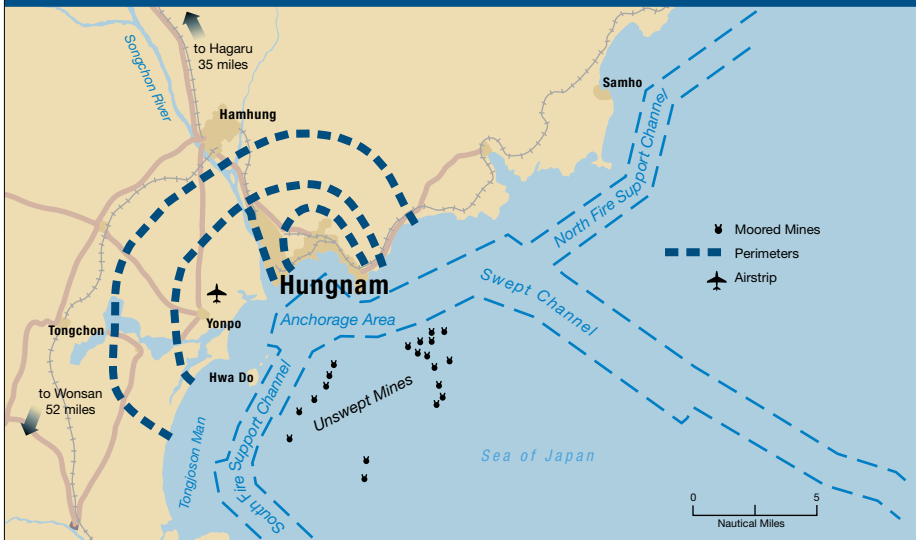 to Hagaru
35 miles
Songchon River
Hamhung
Samho
North Fire Support Channel
Moored Mines
Perimeters
Airstrip
Hungnam
Swept Channel
Anchorage Area
Yonpo
Tongchon
Hwa Do
to Wonsan
52 miles
Unswept Mines
South Fire Support Channel
Tongjoson Man
Sea of Japan
0 5
Nautical Miles